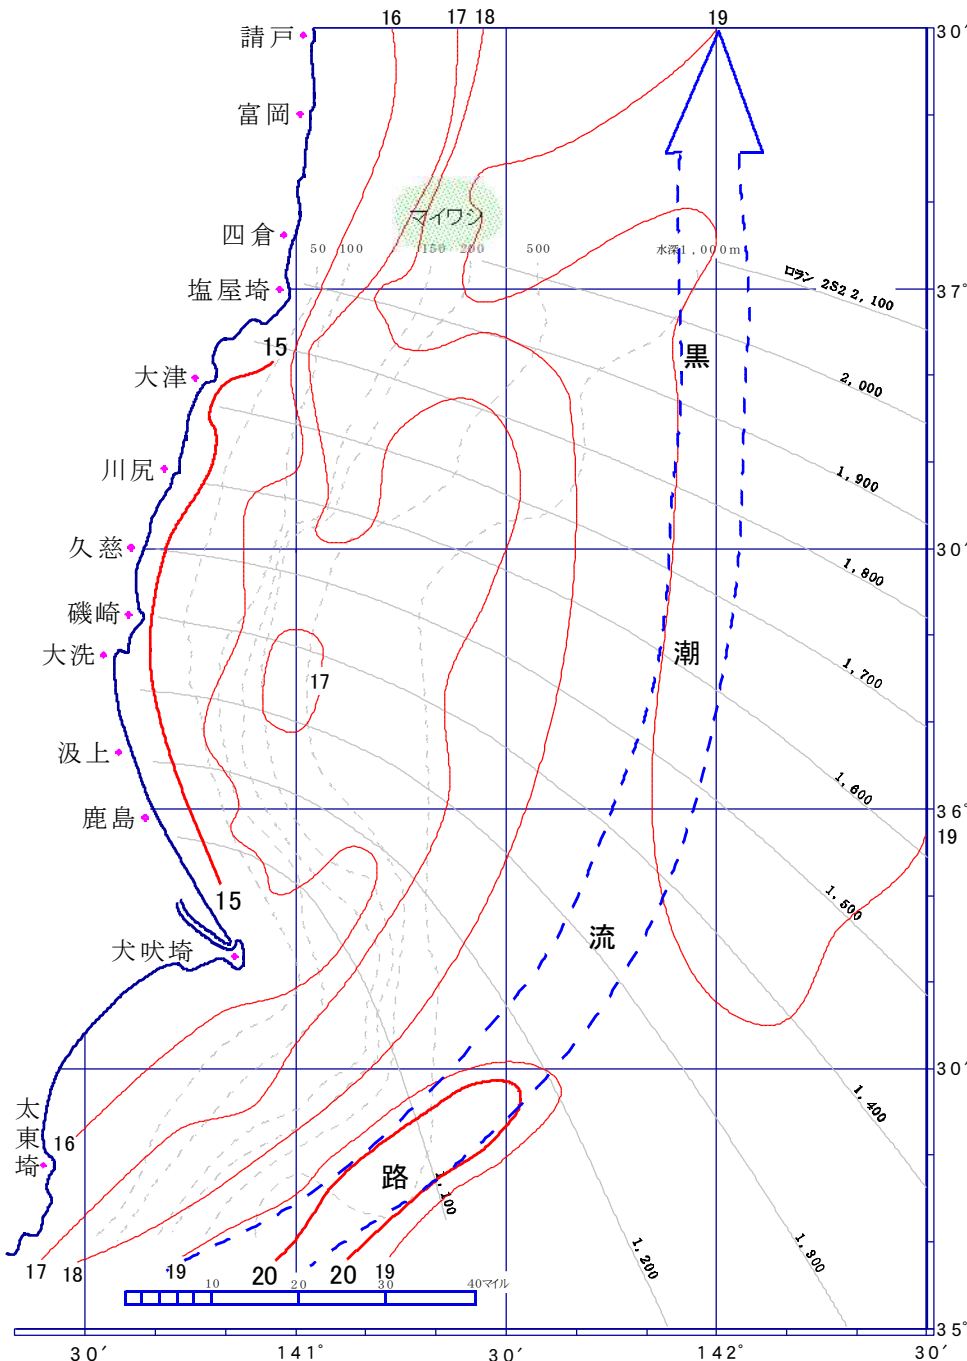 16 17 18 19
請戸
30′
富岡
マイワシ
四倉
50 100 150 200 500 水深1,000m
塩屋埼
ロラン 2S2 2,100
37°
15
黒
大津
2,000
川尻
1,900
久慈
30′
1,800
磯崎
大洗
潮
1,700
17
汲上
1,600
鹿島
36°
19
15
1,500
流
犬吠埼
30′
1,400
太東埼
16
路
1,100
1,200
1,300
17 18 19 20 20 19
10 20 30 40マイル
35°
30′ 141° 30′ 142° 30′